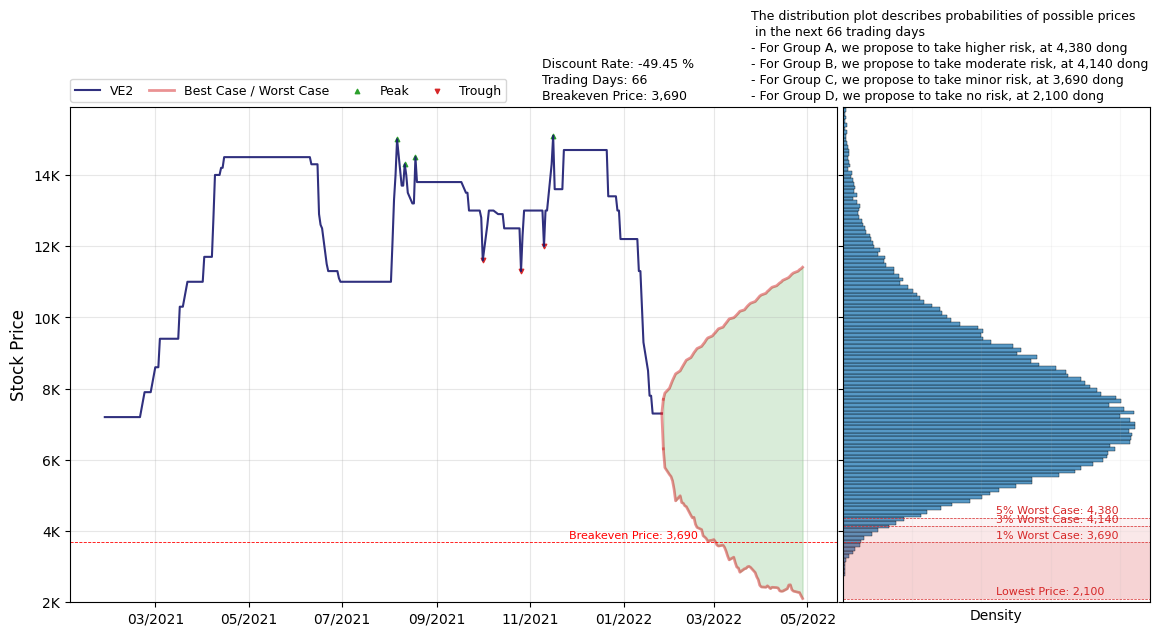 The distribution plot describes probabilities of possible prices
in the next 66 trading days
- For Group A, we propose to take higher risk, at 4,380 dong
- For Group B, we propose to take moderate risk, at 4,140 dong
- For Group C, we propose to take minor risk, at 3,690 dong
- For Group D, we propose to take no risk, at 2,100 dong
Discount Rate: -49.45 %
Trading Days: 66
Breakeven Price: 3,690
VE2
Best Case / Worst Case
Peak
Trough
Stock Price
14K
12K
10K
8K
6K
4K
2K
Breakeven Price: 3,690
03/2021
05/2021
07/2021
09/2021
11/2021
01/2022
03/2022
05/2022
5% Worst Case: 4,380
3% Worst Case: 4,140
1% Worst Case: 3,690
Lowest Price: 2,100
Density